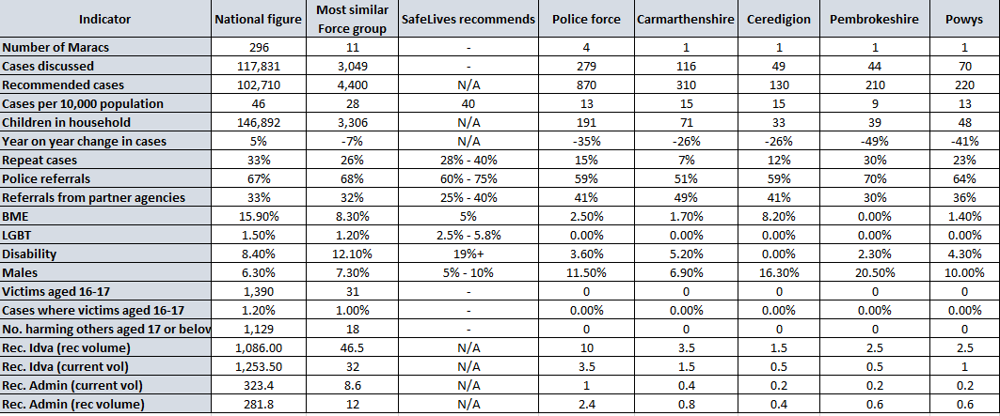 Indicator National figure Most similar Force group SafeLives recommends Police force Carmarthenshire Ceredigion Pembrokeshire Powys
Number of Maracs 296 11 - 4 1 1 1 1
Cases discussed 117,831 3,049 - 279 116 49 44 70
Recommended cases 102,710 4,400 N/A 870 310 130 210 220
Cases per 10,000 population 46 28 40 13 15 15 9 13
Children in household 146,892 3,306 N/A 191 71 33 39 48
Year on year change in cases 5% -7% N/A -35% -26% -26% -49% -41%
Repeat cases 33% 26% 28% - 40% 15% 7% 12% 30% 23%
Police referrals 67% 68% 60% - 75% 59% 51% 59% 70% 64%
Referrals from partner agencies 33% 32% 25% - 40% 41% 49% 41% 30% 36%
BME 15.90% 8.30% 5% 2.50% 1.70% 8.20% 0.00% 1.40%
LGBT 1.50% 1.20% 2.5% - 5.8% 0.00% 0.00% 0.00% 0.00% 0.00%
Disability 8.40% 12.10% 19%+ 3.60% 5.20% 0.00% 2.30% 4.30%
Males 6.30% 7.30% 5% - 10% 11.50% 6.90% 16.30% 20.50% 10.00%
Victims aged 16-17 1,390 31 - 0 0 0 0 0
Cases where victims aged 16-17 1.20% 1.00% - 0.00% 0.00% 0.00% 0.00% 0.00%
No. harming others aged 17 or below 1,129 18 - 0 0 0 0 0
Rec. Idva (rec volume) 1,086.00 46.5 N/A 10 3.5 1.5 2.5 2.5
Rec. Idva (current vol) 1,253.50 32 N/A 3.5 1.5 0.5 0.5 1
Rec. Admin (current vol) 323.4 8.6 N/A 1 0.4 0.2 0.2 0.2
Rec. Admin (rec volume) 281.8 12 N/A 2.4 0.8 0.4 0.6 0.6